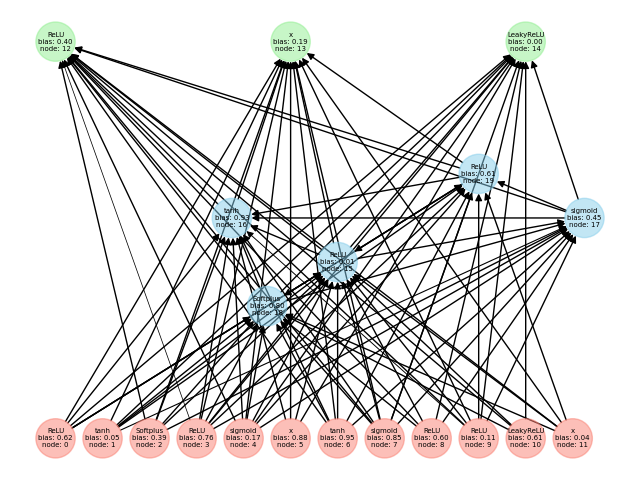 ReLU
bias: 0.40
node: 12
x
bias: 0.19
node: 13
LeakyReLU
bias: 0.00
node: 14
ReLU
bias: 0.61
node: 19
tanh
bias: 0.93
node: 16
sigmoid
bias: 0.45
node: 17
ReLU
bias: 0.01
node: 15
Softplus
bias: 0.80
node: 18
ReLU
bias: 0.62
node: 0
tanh
bias: 0.05
node: 1
Softplus
bias: 0.39
node: 2
ReLU
bias: 0.76
node: 3
sigmoid
bias: 0.17
node: 4
x
bias: 0.88
node: 5
tanh
bias: 0.95
node: 6
sigmoid
bias: 0.85
node: 7
ReLU
bias: 0.60
node: 8
ReLU
bias: 0.11
node: 9
LeakyReLU
bias: 0.61
node: 10
x
bias: 0.04
node: 11